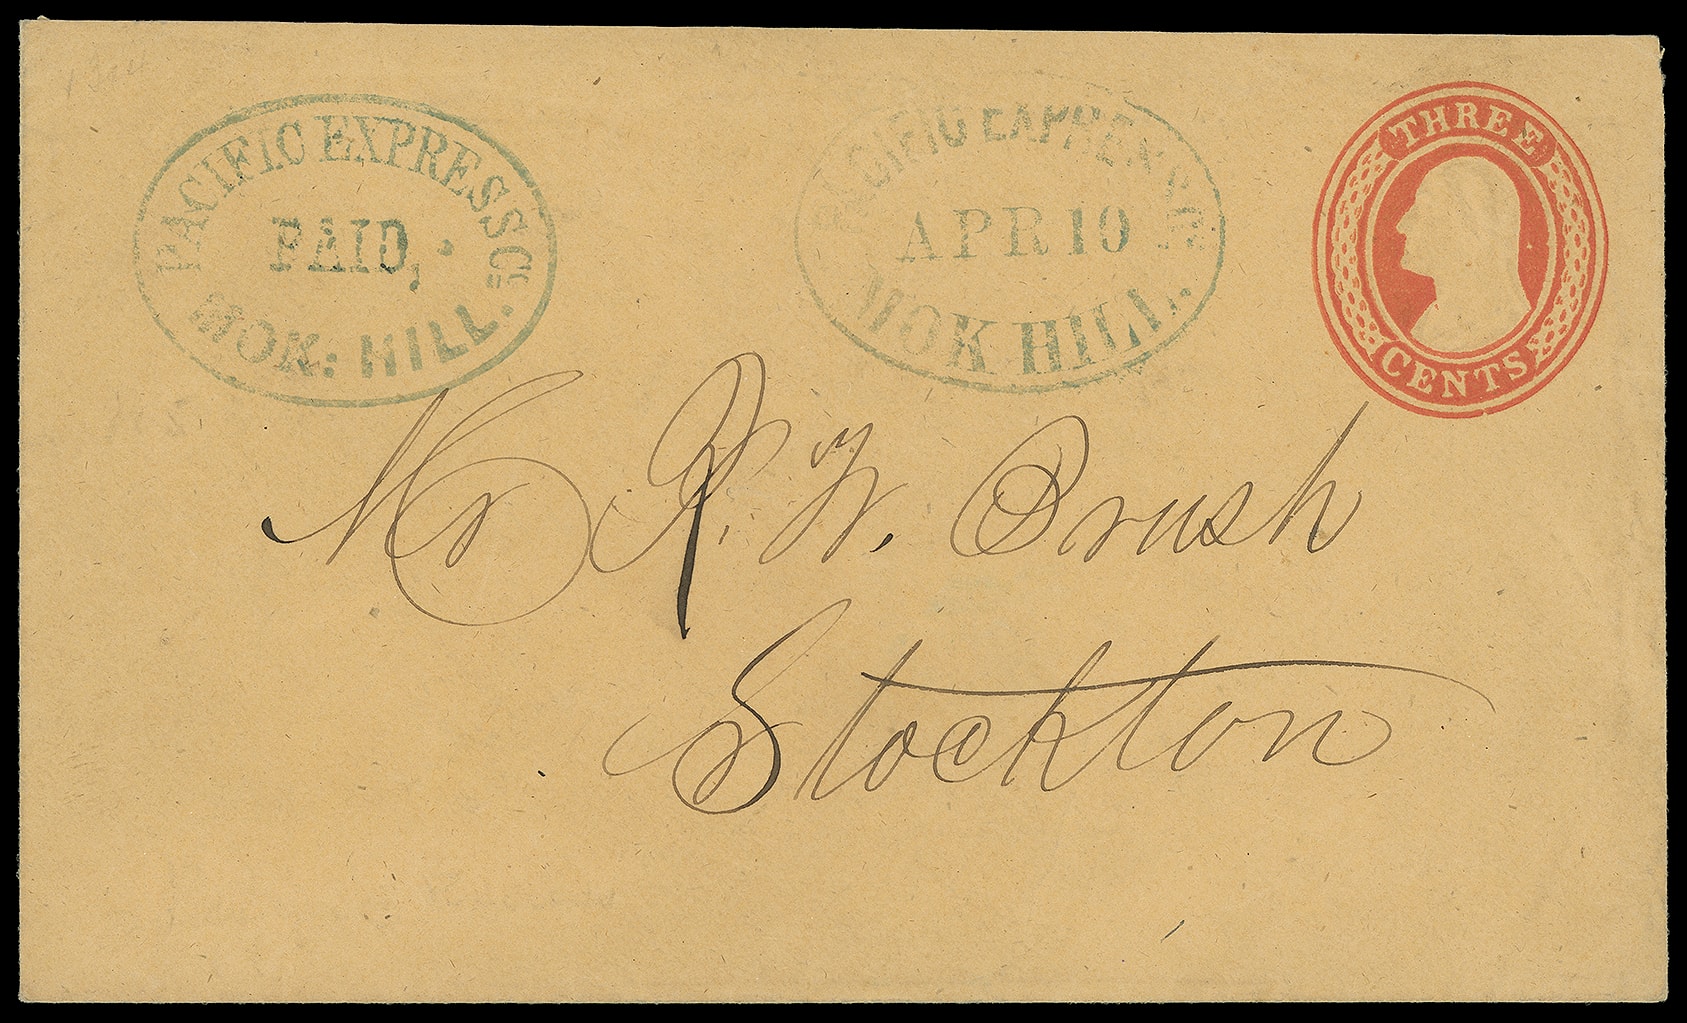 PACIFIC EXPRESS Co
PAID,
MOK: HILL.
PACIFIC EXPRESS Co
APR 10
MOK HILL.
THREE
CENTS
Mr P. W. Brush
Stockton